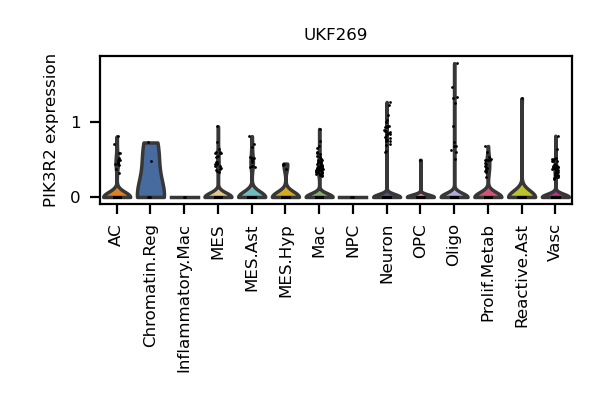 UKF269
PIK3R2 expression
1
0
AC
Chromatin.Reg
Inflammatory.Mac
MES
MES.Ast
MES.Hyp
Mac
NPC
Neuron
OPC
Oligo
Prolif.Metab
Reactive.Ast
Vasc